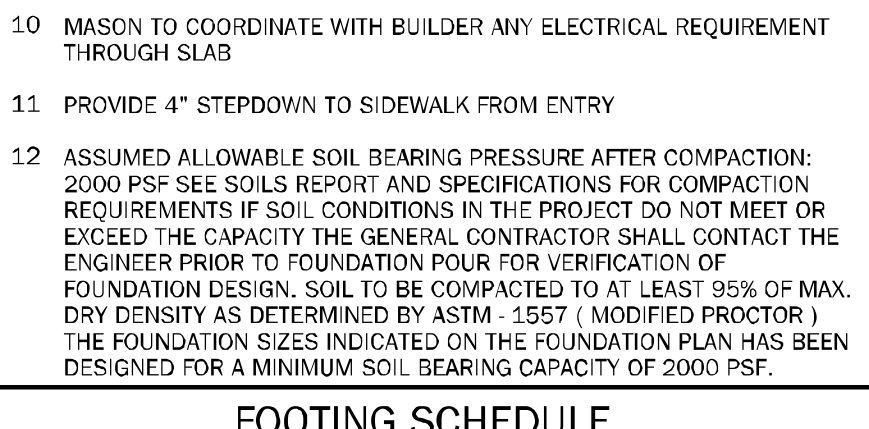 10 MASON TO COORDINATE WITH BUILDER ANY ELECTRICAL REQUIREMENT
THROUGH SLAB
11 PROVIDE 4" STEPDOWN TO SIDEWALK FROM ENTRY
12 ASSUMED ALLOWABLE SOIL BEARING PRESSURE AFTER COMPACTION:
2000 PSF SEE SOILS REPORT AND SPECIFICATIONS FOR COMPACTION
REQUIREMENTS IF SOIL CONDITIONS IN THE PROJECT DO NOT MEET OR
EXCEED THE CAPACITY THE GENERAL CONTRACTOR SHALL CONTACT THE
ENGINEER PRIOR TO FOUNDATION POUR FOR VERIFICATION OF
FOUNDATION DESIGN. SOIL TO BE COMPACTED TO AT LEAST 95% OF MAX.
DRY DENSITY AS DETERMINED BY ASTM - 1557 ( MODIFIED PROCTOR )
THE FOUNDATION SIZES INDICATED ON THE FOUNDATION PLAN HAS BEEN
DESIGNED FOR A MINIMUM SOIL BEARING CAPACITY OF 2000 PSF.
FOOTING SCHEDULE